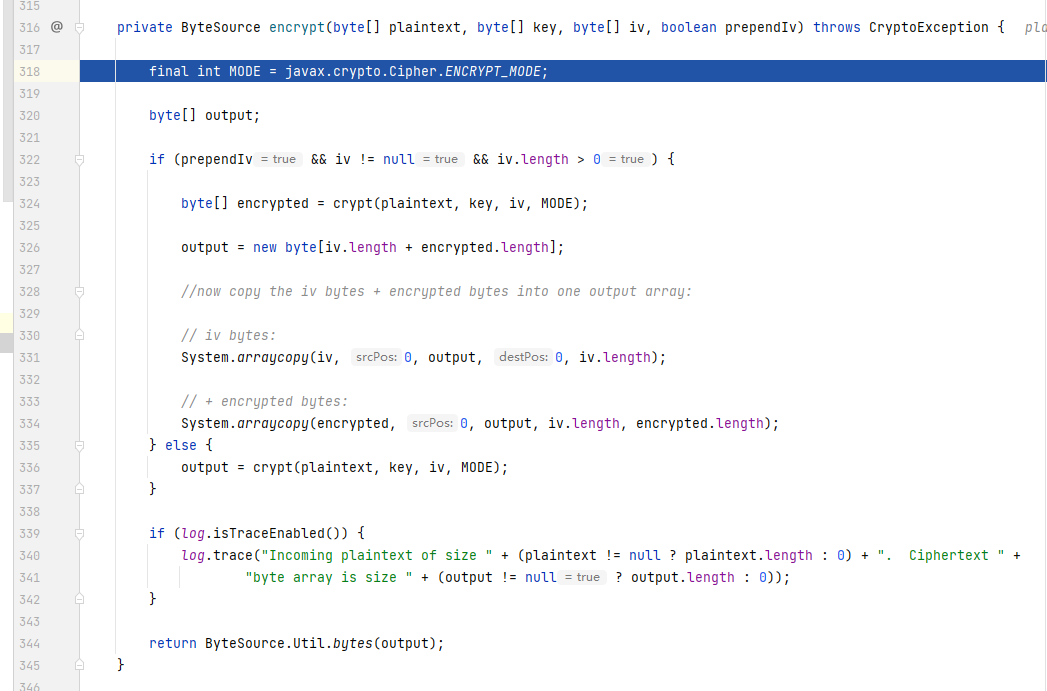 315
316 @ private ByteSource encrypt(byte[] plaintext, byte[] key, byte[] iv, boolean prependIv) throws CryptoException {
317
318 final int MODE = javax.crypto.Cipher.ENCRYPT_MODE;
319
320 byte[] output;
321
322 if (prependIv = true && iv != null = true && iv.length > 0 = true ) {
323
324 byte[] encrypted = crypt(plaintext, key, iv, MODE);
325
326 output = new byte[iv.length + encrypted.length];
327
328 //now copy the iv bytes + encrypted bytes into one output array:
329
330 // iv bytes:
331 System.arraycopy(iv, srcPos: 0, output, destPos: 0, iv.length);
332
333 // + encrypted bytes:
334 System.arraycopy(encrypted, srcPos: 0, output, iv.length, encrypted.length);
335 } else {
336 output = crypt(plaintext, key, iv, MODE);
337 }
338
339 if (log.isTraceEnabled()) {
340 log.trace("Incoming plaintext of size " + (plaintext != null ? plaintext.length : 0) + ".  Ciphertext " +
341 "byte array is size " + (output != null = true ? output.length : 0));
342 }
343
344 return ByteSource.Util.bytes(output);
345 }
346